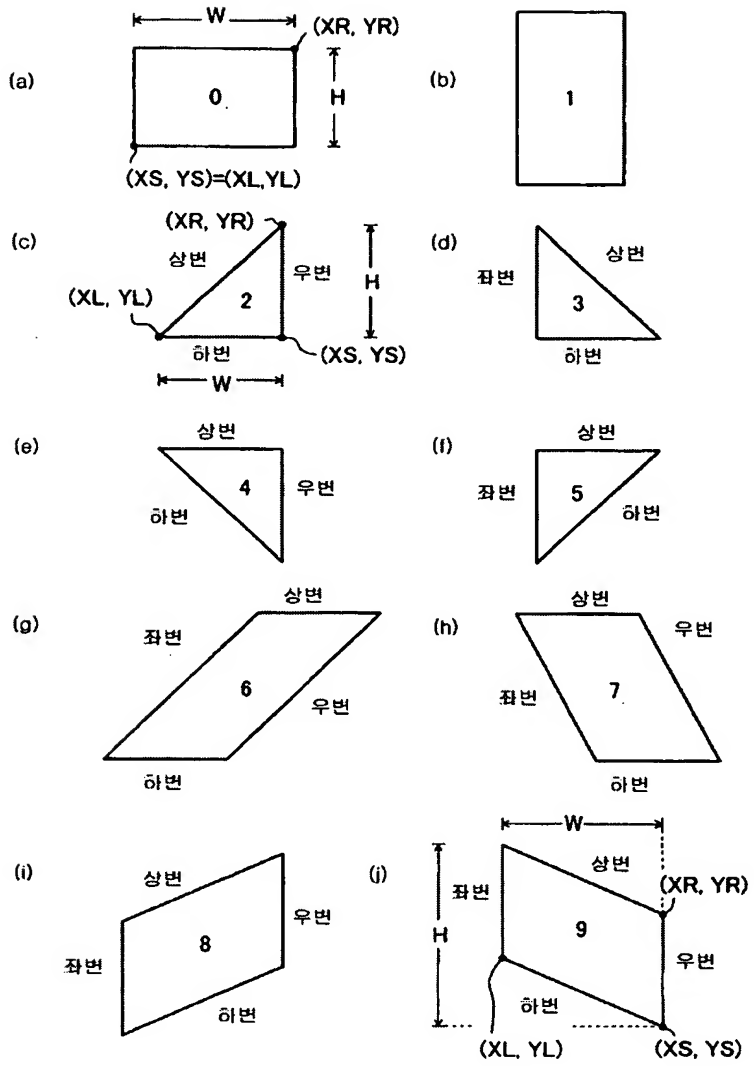 (a)
W
(XR, YR)
0
H
(XS, YS)=(XL,YL)
(b)
1
(c)
(XR, YR)
상변
우변
2
H
(XL, YL)
하변
(XS, YS)
W
(d)
좌변
상변
3
하변
(e)
상변
4
우변
하변
(f)
상변
좌변
5
하변
(g)
상변
좌변
6
우변
하변
(h)
상변
우변
7
좌변
하변
(i)
상변
8
우변
좌변
하변
(j)
W
상변
좌변
(XR, YR)
H
9
우변
하변
(XL, YL)
(XS, YS)